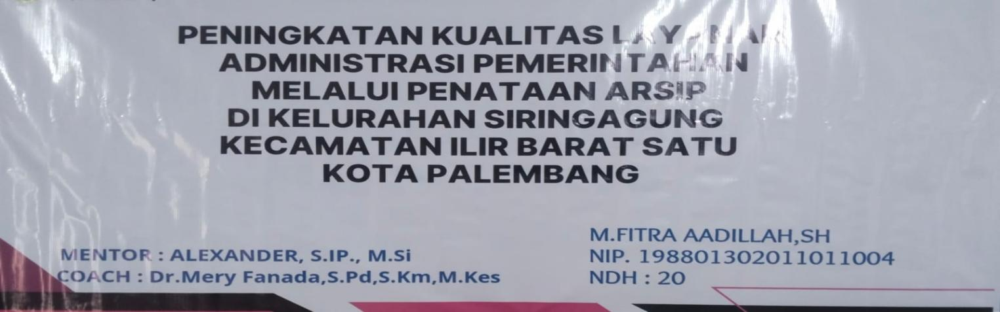 PENINGKATAN KUALITAS LAYANAN
ADMINISTRASI PEMERINTAHAN
MELALUI PENATAAN ARSIP
DI KELURAHAN SIRINGAGUNG
KECAMATAN ILIR BARAT SATU
KOTA PALEMBANG
M.FITRA AADILLAH,SH
MENTOR : ALEXANDER, S.IP., M.Si
NIP. 198801302011011004
COACH : Dr.Mery Fanada,S.Pd,S.Km,M.Kes
NDH : 20